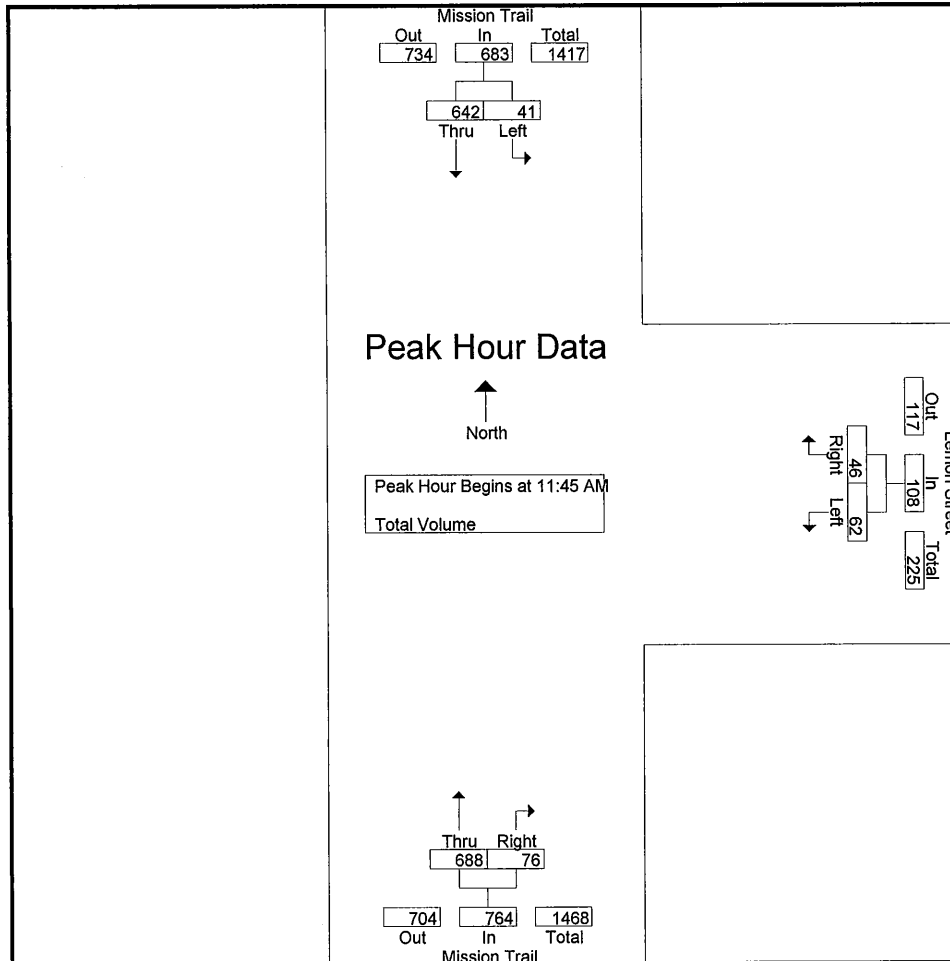 Mission Trail
Out In Total
734 683 1417
642 41
Thru Left
Peak Hour Data
North
Peak Hour Begins at 11:45 AM
Total Volume
Street
Out In Total
117 108 225
46 62
Right Left
Thru Right
688 76
704 764 1468
Out In Total
Mission Trail